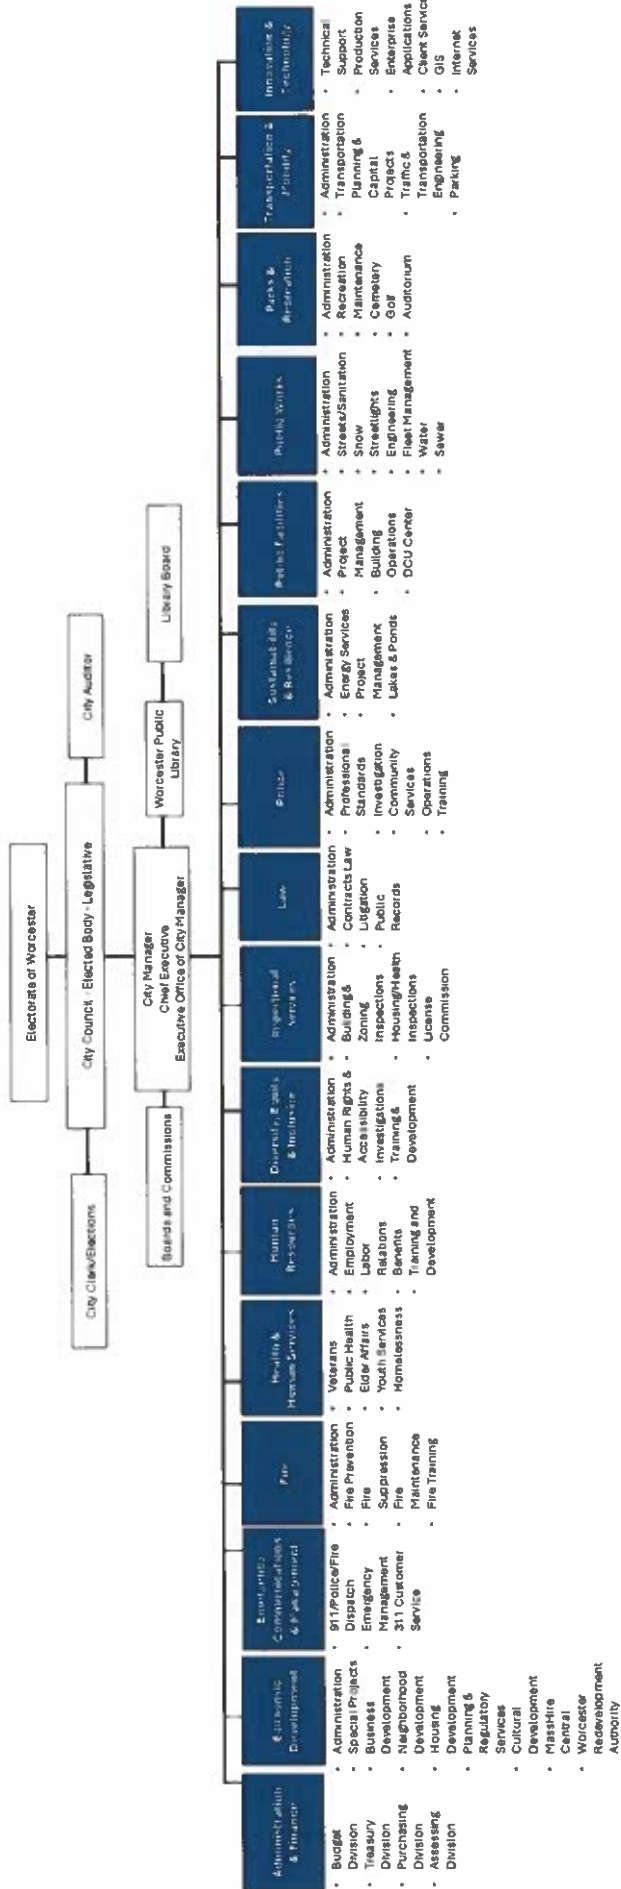 Electorate of Worcester
City Clerk/Elections
City Council - Elected Body - Legislative
City Auditor
Boards and Commissions
City Manager
Chief Executive
Executive Office of City Manager
Worcester Public
Library
Library Board
Administration
& Finance
• Budget
Division
• Treasury
Division
• Purchasing
Division
• Assessing
Division
Economic
Development
• Administration
• Special Projects
• Business
Development
• Neighborhood
Development
• Housing
Development
• Planning &
Regulatory
Services
• Cultural
Development
• MassHire
Central
• Worcester
Redevelopment
Authority
Emergency
Communications
& Management
• 911/Police/Fire
Dispatch
• Emergency
Management
• 311 Customer
Service
Fire
• Administration
• Fire Prevention
• Fire
Suppression
• Fire
Maintenance
• Fire Training
Health &
Human Services
• Veterans
• Public Health
• Elder Affairs
• Youth Services
• Homelessness
Human
Resources
• Administration
• Employment
• Labor
Relations
• Benefits
• Training and
Development
Diversity, Equity
& Inclusion
• Administration
• Human Rights &
Accessibility
• Investigations
• Training &
Development
Inspectional
Services
• Administration
• Building &
Zoning
Inspections
• Housing/Health
Inspections
• License
Commission
Law
• Administration
• Contracts Law
• Litigation
• Public
Records
Police
• Administration
• Professional
Standards
• Investigation
• Community
Services
• Operations
• Training
Sustainability
& Resilience
• Administration
• Energy Services
• Project
Management
• Lakes & Ponds
Public Facilities
• Administration
• Project
Management
• Building
Operations
• DCU Center
Public Works
• Administration
• Streets/Sanitation
• Snow
• Streetlights
• Engineering
• Fleet Management
• Water
• Sewer
Parks &
Recreation
• Administration
• Recreation
• Maintenance
• Cemetery
• Golf
• Auditorium
Transportation &
Mobility
• Administration
• Transportation
Planning &
Capital
Projects
• Traffic &
Transportation
Engineering
• Parking
Innovation &
Technology
• Technical
Support
• Production
Services
• Enterprise
Applications
• Client Service
• GIS
• Internet
Services